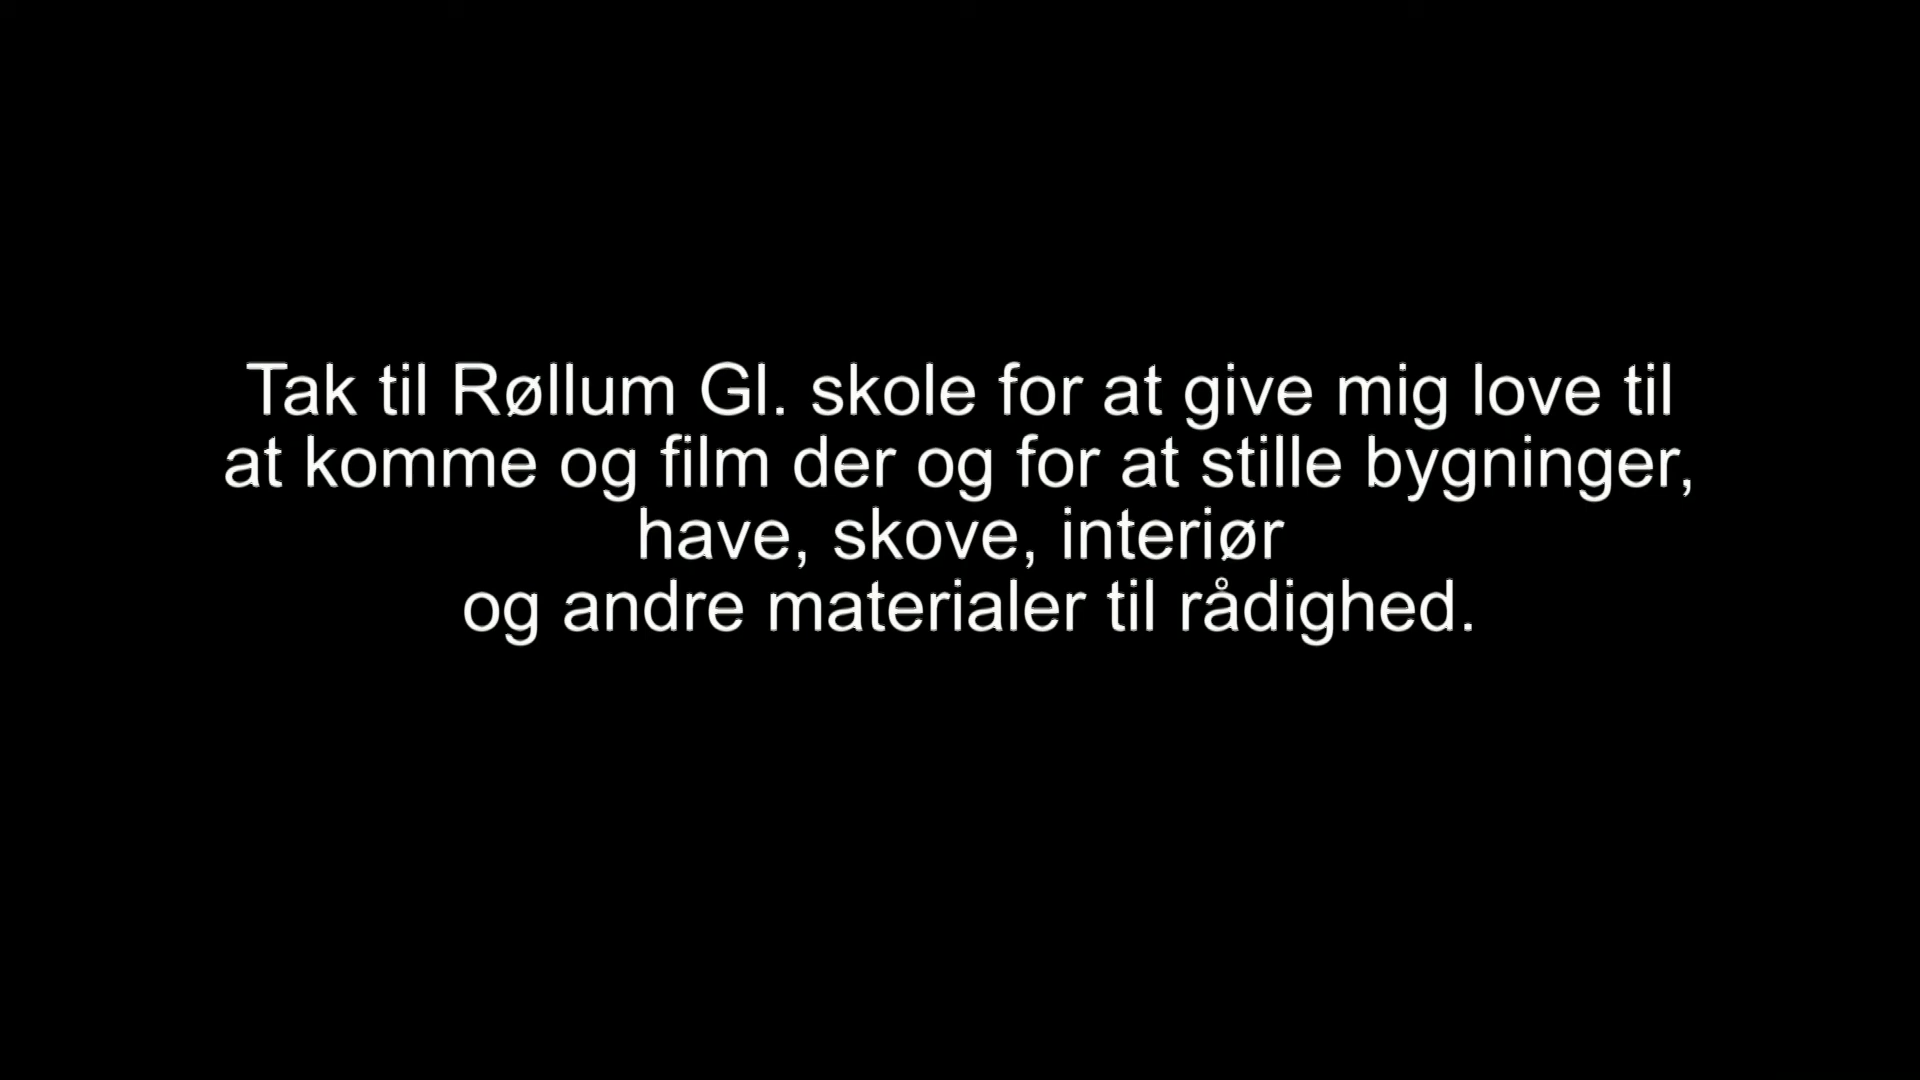 Tak til Røllum Gl. skole for at give mig love til
at komme og film der og for at stille bygninger,
have, skove, interiør
og andre materialer til rådighed.